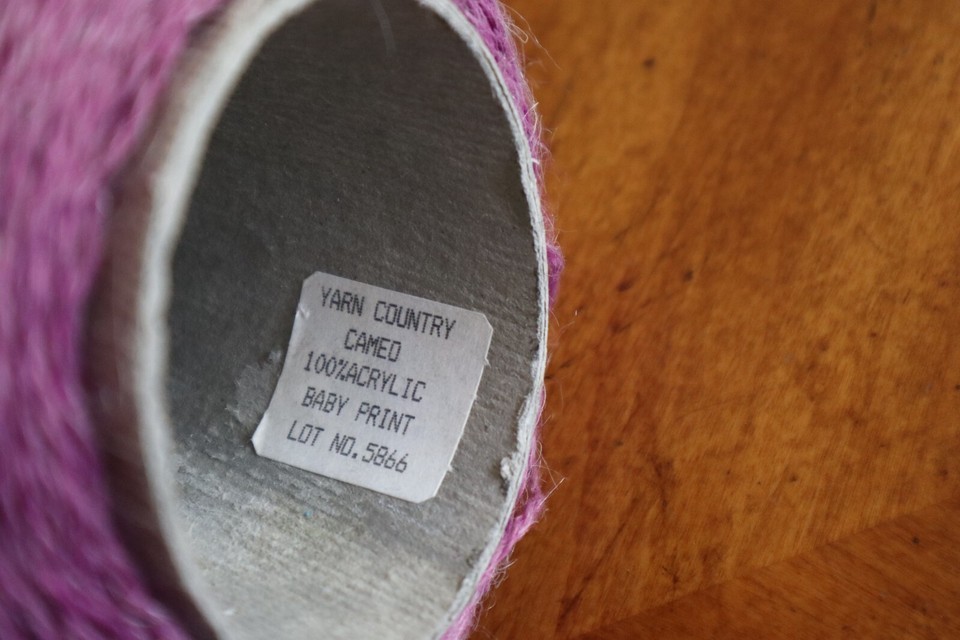 YARN COUNTRY
CAMEO
100%ACRYLIC
BABY PRINT
LOT NO.5866